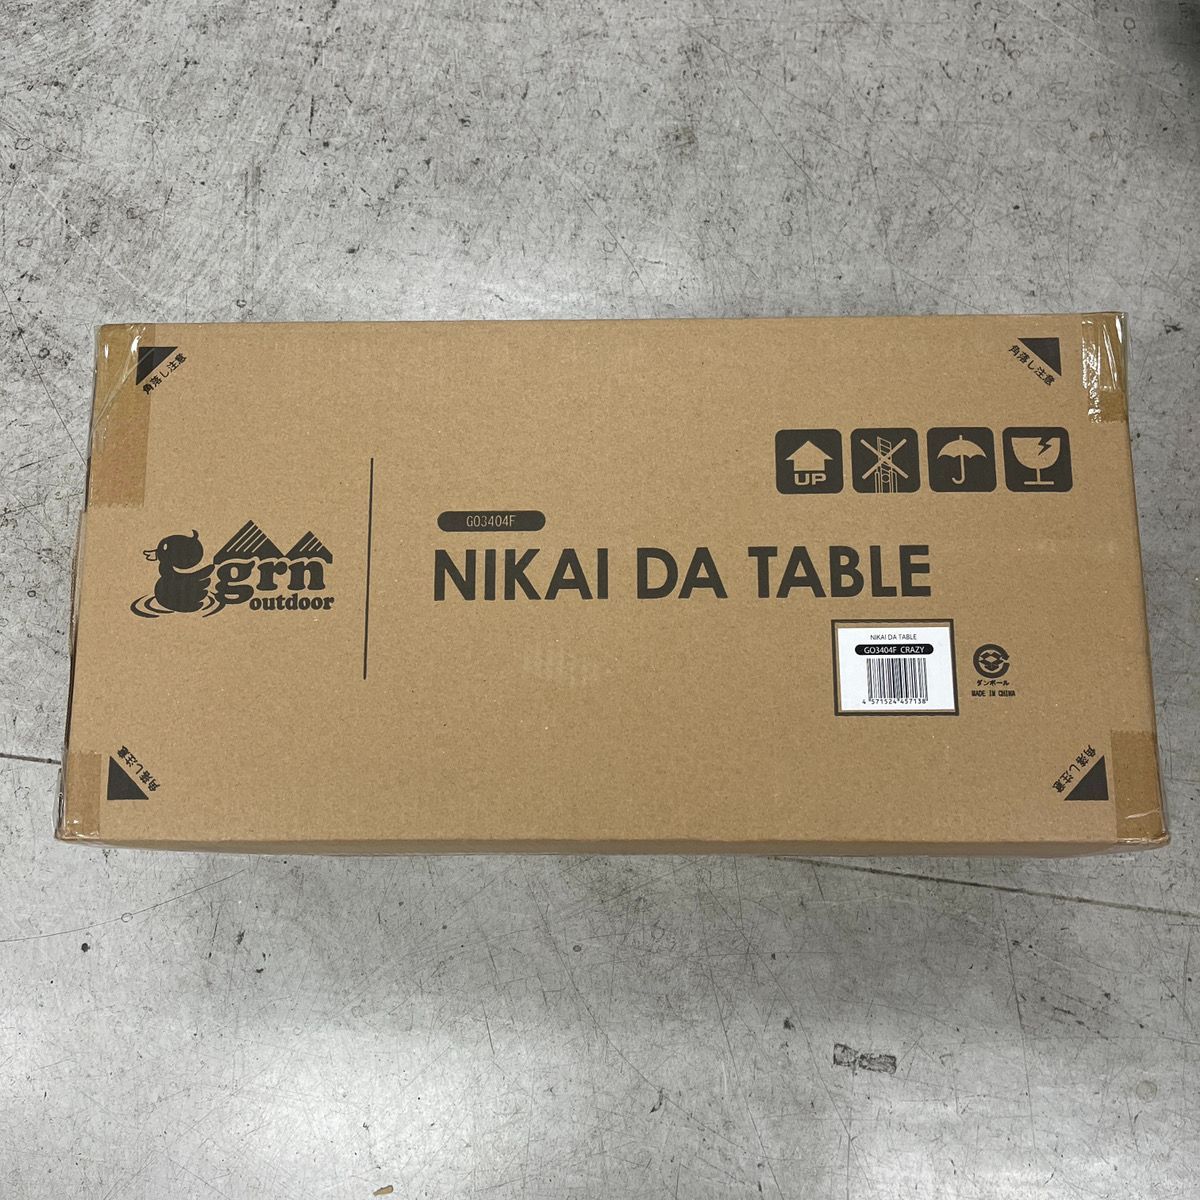 角落し注意
角落し注意
UP
GO3404F
NIKAI DA TABLE
grn
outdoor
NIKAI DA TABLE
GO3404F CRAZY
4 571524 457138
ダンボール
MADE IN CHINA
角落し注意
角落し注意